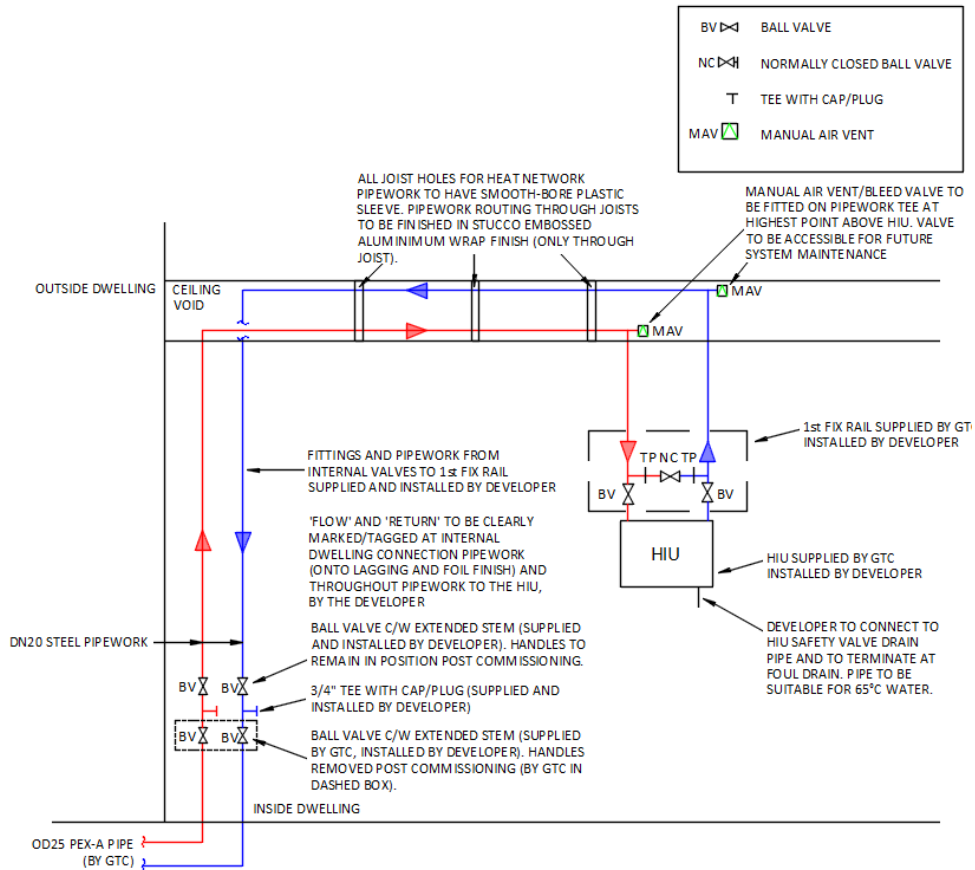 BV BALL VALVE
NC NORMALLY CLOSED BALL VALVE
TEE WITH CAP/PLUG
MAV MANUAL AIR VENT
ALL JOIST HOLES FOR HEAT NETWORK
PIPEWORK TO HAVE SMOOTH-BORE PLASTIC
SLEEVE. PIPEWORK ROUTING THROUGH JOISTS
TO BE FINISHED IN STUCCO EMBOSSED
ALUMINIMUM WRAP FINISH (ONLY THROUGH
JOIST).
MANUAL AIR VENT/BLEED VALVE TO
BE FITTED ON PIPEWORK TEE AT
HIGHEST POINT ABOVE HIU. VALVE
TO BE ACCESSIBLE FOR FUTURE
SYSTEM MAINTENANCE
OUTSIDE DWELLING
CEILING
VOID
MAV
MAV
1st FIX RAIL SUPPLIED BY GTC
INSTALLED BY DEVELOPER
TP NC TP
BV
BV
FITTINGS AND PIPEWORK FROM
INTERNAL VALVES TO 1st FIX RAIL
SUPPLIED AND INSTALLED BY DEVELOPER
'FLOW' AND 'RETURN' TO BE CLEARLY
MARKED/TAGGED AT INTERNAL
DWELLING CONNECTION PIPEWORK
(ONTO LAGGING AND FOIL FINISH) AND
THROUGHOUT PIPEWORK TO THE HIU,
BY THE DEVELOPER
HIU
HIU SUPPLIED BY GTC
INSTALLED BY DEVELOPER
DEVELOPER TO CONNECT TO
HIU SAFETY VALVE DRAIN
PIPE AND TO TERMINATE AT
FOUL DRAIN. PIPE TO BE
SUITABLE FOR 65°C WATER.
DN20 STEEL PIPEWORK
BALL VALVE C/W EXTENDED STEM (SUPPLIED
AND INSTALLED BY DEVELOPER). HANDLES TO
REMAIN IN POSITION POST COMMISSIONING.
BV
BV
3/4" TEE WITH CAP/PLUG (SUPPLIED AND
INSTALLED BY DEVELOPER)
BV
BV
BALL VALVE C/W EXTENDED STEM (SUPPLIED
BY GTC, INSTALLED BY DEVELOPER). HANDLES
REMOVED POST COMMISSIONING (BY GTC IN
DASHED BOX).
INSIDE DWELLING
OD25 PEX-A PIPE
(BY GTC)